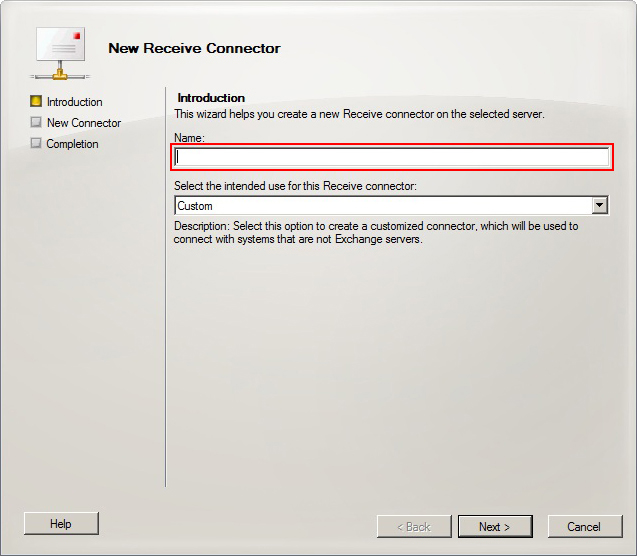 New Receive Connector
Introduction
New Connector
Completion
Introduction
This wizard helps you create a new Receive connector on the selected server.
Name:
Select the intended use for this Receive connector:
Custom
Description: Select this option to create a customized connector, which will be used to
connect with systems that are not Exchange servers.
Help
< Back
Next >
Cancel